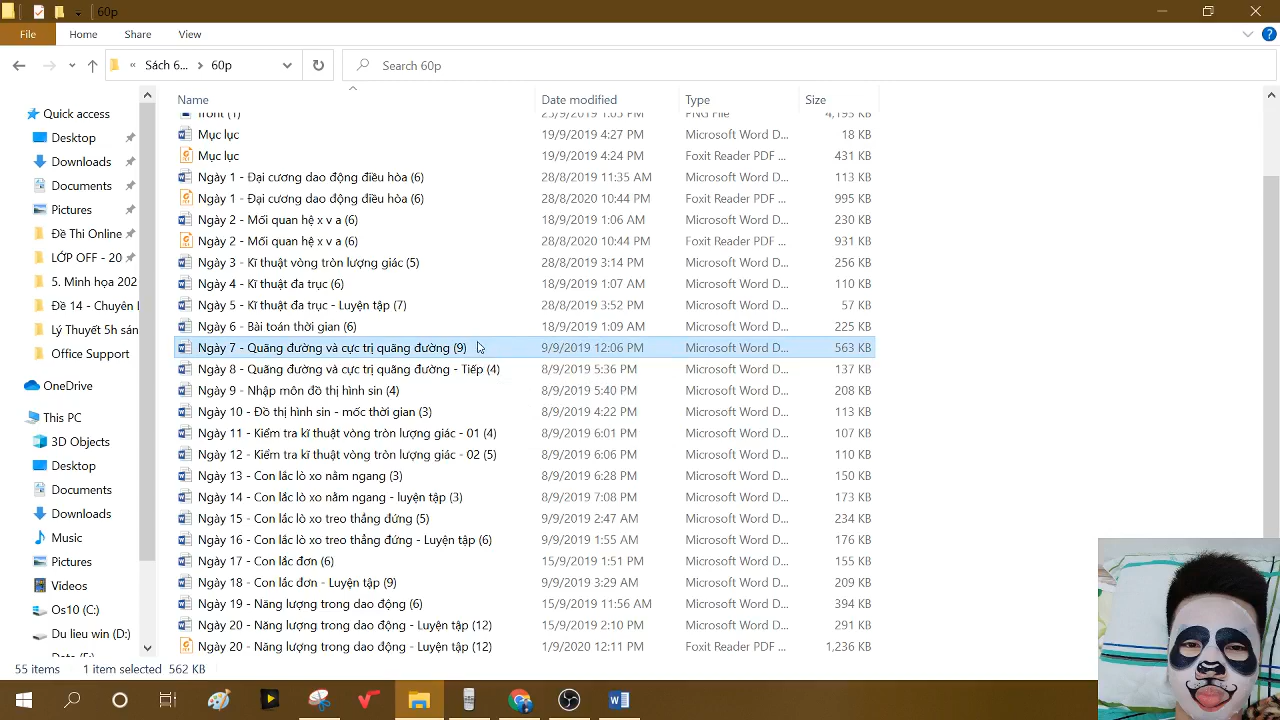 60p
File Home Share View
« Sách 6... > 60p Search 60p
Name Date modified Type Size
Quick access
Desktop
Downloads
Documents
Pictures
Đề Thi Online
LỚP OFF - 20
5. Minh họa 202
Đề 14 - Chuyên
Lý Thuyết 5h sán
Office Support
OneDrive
This PC
3D Objects
Desktop
Documents
Downloads
Music
Pictures
Videos
Os10 (C:)
Du lieu win (D:)
front (1) 25/9/2019 1:05 PM PNG File 4,195 KB
Mục lục 19/9/2019 4:27 PM Microsoft Word D... 18 KB
Mục lục 19/9/2019 4:24 PM Foxit Reader PDF ... 431 KB
Ngày 1 - Đại cương dao động điều hòa (6) 28/8/2019 11:35 AM Microsoft Word D... 113 KB
Ngày 1 - Đại cương dao động điều hòa (6) 28/8/2020 10:44 PM Foxit Reader PDF ... 995 KB
Ngày 2 - Mối quan hệ x v a (6) 18/9/2019 1:06 AM Microsoft Word D... 230 KB
Ngày 2 - Mối quan hệ x v a (6) 28/8/2020 10:44 PM Foxit Reader PDF ... 931 KB
Ngày 3 - Kĩ thuật vòng tròn lượng giác (5) 28/8/2019 3:14 PM Microsoft Word D... 256 KB
Ngày 4 - Kĩ thuật đa trục (6) 18/9/2019 1:07 AM Microsoft Word D... 110 KB
Ngày 5 - Kĩ thuật đa trục - Luyện tập (7) 28/8/2019 3:52 PM Microsoft Word D... 57 KB
Ngày 6 - Bài toán thời gian (6) 18/9/2019 1:09 AM Microsoft Word D... 225 KB
Ngày 7 - Quãng đường và cực trị quãng đường (9) 9/9/2019 12:06 PM Microsoft Word D... 563 KB
Ngày 8 - Quãng đường và cực trị quãng đường - Tiếp (4) 8/9/2019 5:36 PM Microsoft Word D... 137 KB
Ngày 9 - Nhập môn đồ thị hình sin (4) 8/9/2019 5:40 PM Microsoft Word D... 208 KB
Ngày 10 - Đồ thị hình sin - mốc thời gian (3) 8/9/2019 4:22 PM Microsoft Word D... 113 KB
Ngày 11 - Kiểm tra kĩ thuật vòng tròn lượng giác - 01 (4) 8/9/2019 6:01 PM Microsoft Word D... 107 KB
Ngày 12 - Kiểm tra kĩ thuật vòng tròn lượng giác - 02 (5) 8/9/2019 6:06 PM Microsoft Word D... 110 KB
Ngày 13 - Con lắc lò xo nằm ngang (3) 8/9/2019 6:28 PM Microsoft Word D... 150 KB
Ngày 14 - Con lắc lò xo nằm ngang - luyện tập (3) 8/9/2019 7:08 PM Microsoft Word D... 173 KB
Ngày 15 - Con lắc lò xo treo thẳng đứng (5) 9/9/2019 2:47 AM Microsoft Word D... 234 KB
Ngày 16 - Con lắc lò xo treo thẳng đứng - Luyện tập (6) 9/9/2019 1:55 AM Microsoft Word D... 176 KB
Ngày 17 - Con lắc đơn (6) 15/9/2019 1:51 PM Microsoft Word D... 155 KB
Ngày 18 - Con lắc đơn - Luyện tập (9) 9/9/2019 3:29 AM Microsoft Word D... 209 KB
Ngày 19 - Năng lượng trong dao động (6) 15/9/2019 11:56 AM Microsoft Word D... 394 KB
Ngày 20 - Năng lượng trong dao động - Luyện tập (12) 15/9/2019 2:10 PM Microsoft Word D... 641 KB
Ngày 20 - Năng lượng trong dao động - Luyện tập (12) 1/9/2020 12:11 PM Foxit Reader PDF ... 1,236 KB
55 items 1 item selected 562 KB